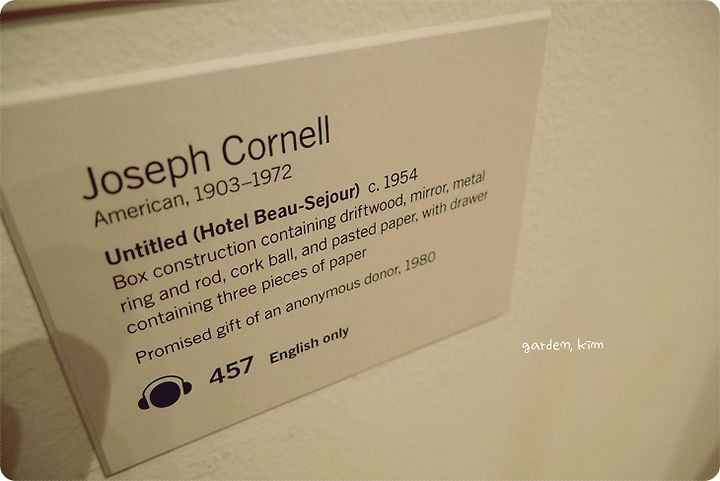 Joseph Cornell
American, 1903–1972
Untitled (Hotel Beau-Sejour) c. 1954
Box construction containing driftwood, mirror, metal
ring and rod, cork ball, and pasted paper, with drawer
containing three pieces of paper
Promised gift of an anonymous donor, 1980
457 English only
garden, kim